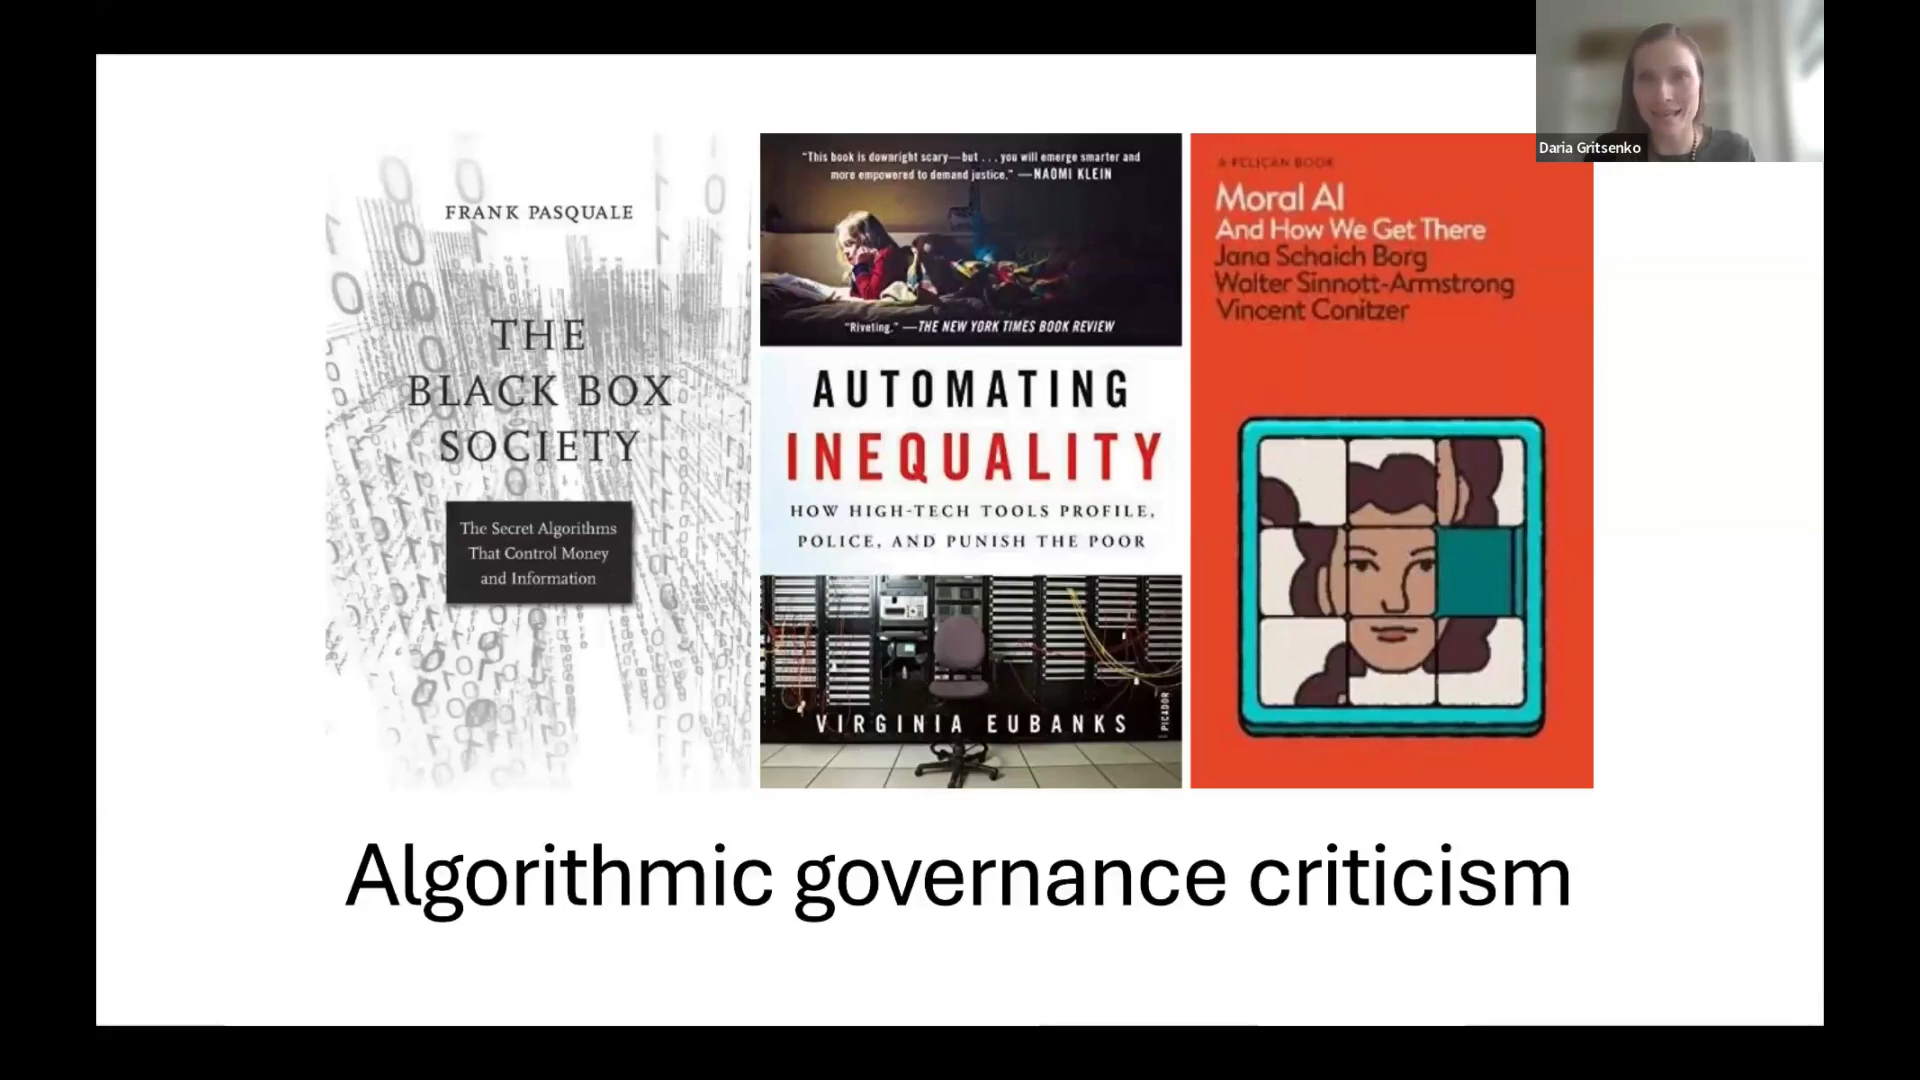 Daria Gritsenko
FRANK PASQUALE
THE
BLACK BOX
SOCIETY
The Secret Algorithms
That Control Money
and Information
"This book is downright scary—but . . . you will emerge smarter and
more empowered to demand justice." —NAOMI KLEIN
"Riveting." —THE NEW YORK TIMES BOOK REVIEW
AUTOMATING
INEQUALITY
HOW HIGH-TECH TOOLS PROFILE,
POLICE, AND PUNISH THE POOR
VIRGINIA EUBANKS
PICADOR
A PELICAN BOOK
Moral AI
And How We Get There
Jana Schaich Borg
Walter Sinnott-Armstrong
Vincent Conitzer
Algorithmic governance criticism